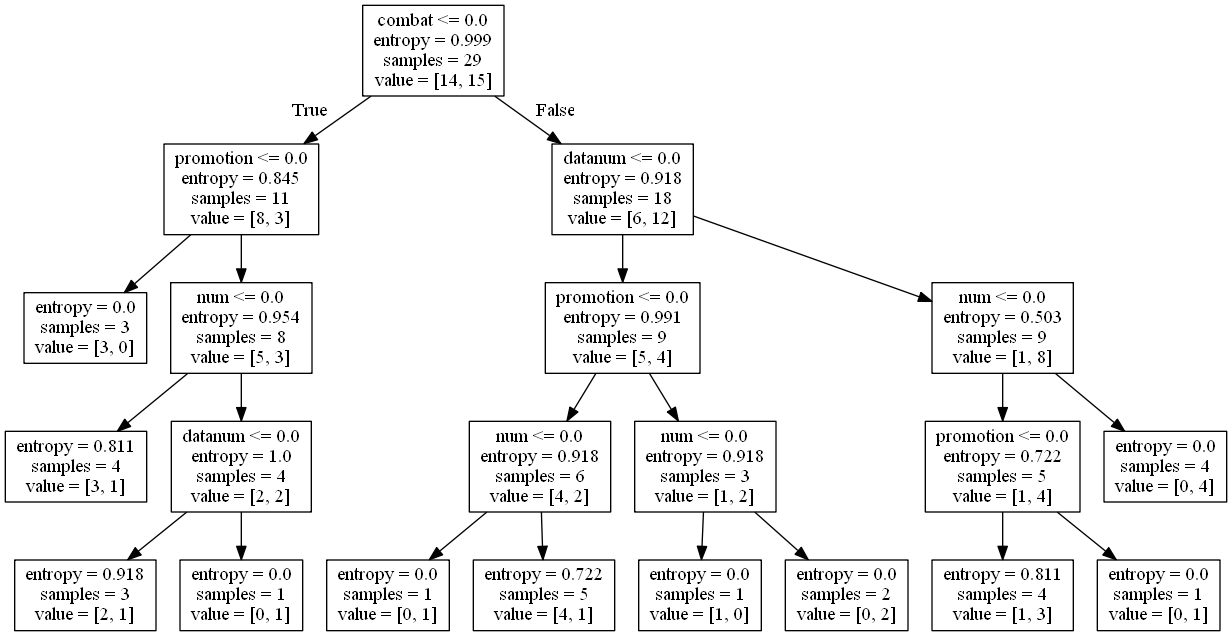 combat <= 0.0
entropy = 0.999
samples = 29
value = [14, 15]
True
False
promotion <= 0.0
entropy = 0.845
samples = 11
value = [8, 3]
datanum <= 0.0
entropy = 0.918
samples = 18
value = [6, 12]
entropy = 0.0
samples = 3
value = [3, 0]
num <= 0.0
entropy = 0.954
samples = 8
value = [5, 3]
promotion <= 0.0
entropy = 0.991
samples = 9
value = [5, 4]
num <= 0.0
entropy = 0.503
samples = 9
value = [1, 8]
entropy = 0.811
samples = 4
value = [3, 1]
datanum <= 0.0
entropy = 1.0
samples = 4
value = [2, 2]
num <= 0.0
entropy = 0.918
samples = 6
value = [4, 2]
num <= 0.0
entropy = 0.918
samples = 3
value = [1, 2]
promotion <= 0.0
entropy = 0.722
samples = 5
value = [1, 4]
entropy = 0.0
samples = 4
value = [0, 4]
entropy = 0.918
samples = 3
value = [2, 1]
entropy = 0.0
samples = 1
value = [0, 1]
entropy = 0.0
samples = 1
value = [0, 1]
entropy = 0.722
samples = 5
value = [4, 1]
entropy = 0.0
samples = 1
value = [1, 0]
entropy = 0.0
samples = 2
value = [0, 2]
entropy = 0.811
samples = 4
value = [1, 3]
entropy = 0.0
samples = 1
value = [0, 1]